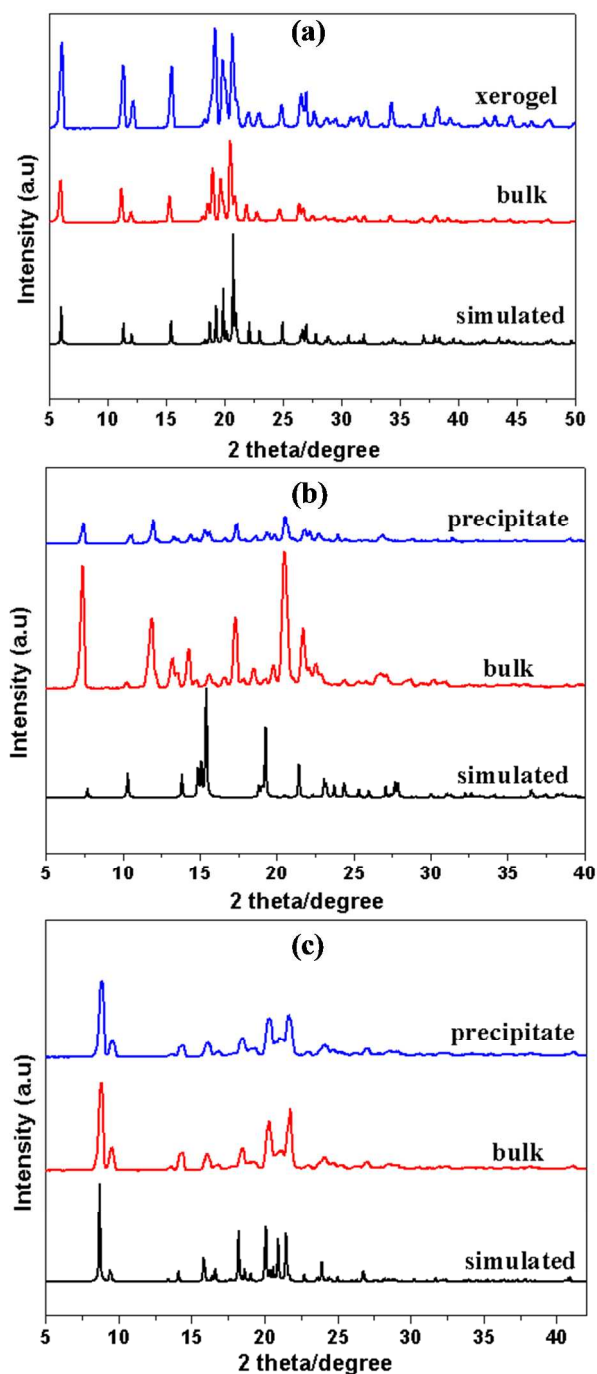 (a)
xerogel
bulk
simulated
Intensity (a.u)
5 10 15 20 25 30 35 40 45 50
2 theta/degree
(b)
precipitate
bulk
simulated
Intensity (a.u)
5 10 15 20 25 30 35 40
2 theta/degree
(c)
precipitate
bulk
simulated
Intensity (a.u)
5 10 15 20 25 30 35 40
2 theta/degree